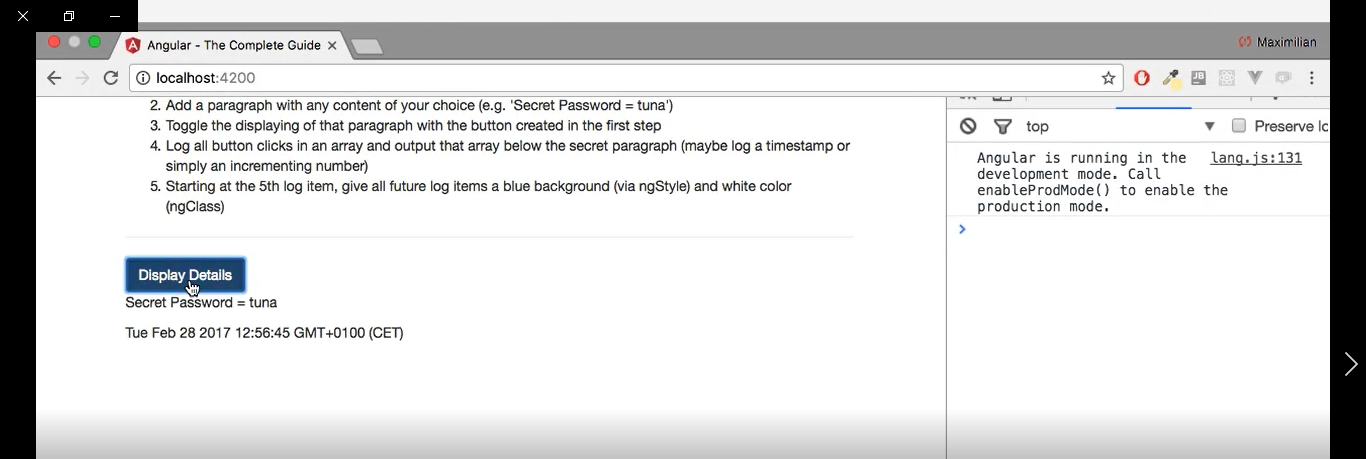 Angular - The Complete Guide
Maximilian
localhost:4200
2. Add a paragraph with any content of your choice (e.g. 'Secret Password = tuna')
3. Toggle the displaying of that paragraph with the button created in the first step
4. Log all button clicks in an array and output that array below the secret paragraph (maybe log a timestamp or
simply an incrementing number)
5. Starting at the 5th log item, give all future log items a blue background (via ngStyle) and white color
(ngClass)
Display Details
Secret Password = tuna
Tue Feb 28 2017 12:56:45 GMT+0100 (CET)
top
Preserve lo
Angular is running in the lang.js:131
development mode. Call
enableProdMode() to enable the
production mode.